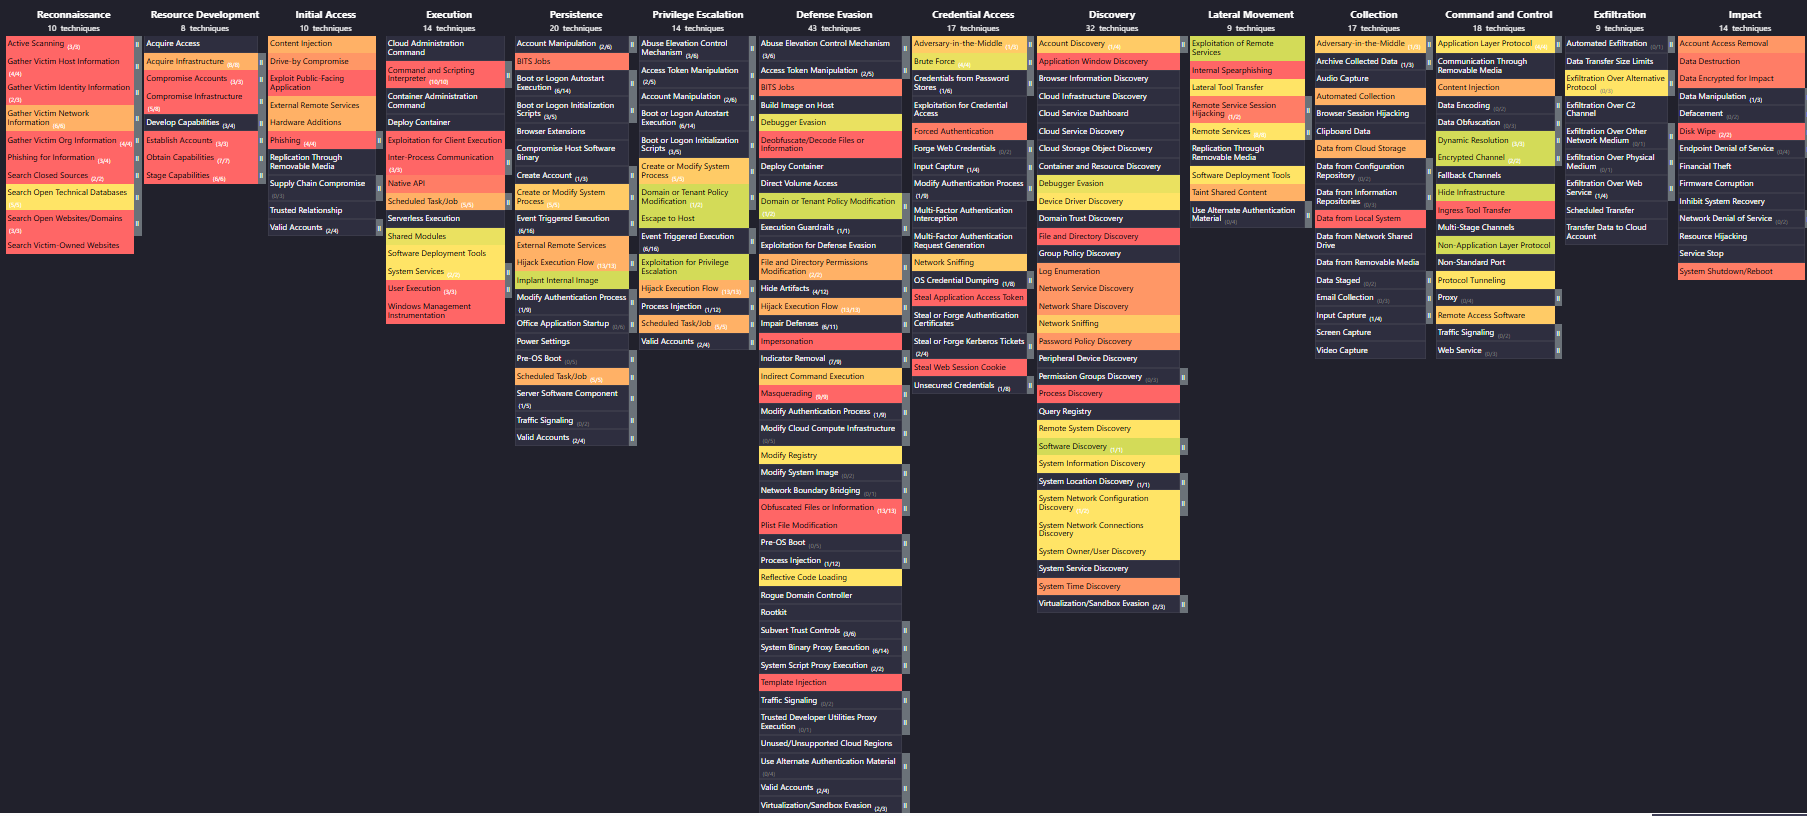 Reconnaissance
10 techniques
Active Scanning (3/3)
Gather Victim Host Information
(4/4)
Gather Victim Identity Information
(2/3)
Gather Victim Network
Information
Gather Victim Org Information (4/4)
Phishing for Information (3/4)
Search Closed Sources (2/2)
Search Open Technical Databases
Search Open Websites/Domains
(3/3)
Search Victim-Owned Websites
Resource Development
8 techniques
Acquire Access
Acquire Infrastructure (8/8)
Compromise Accounts (3/3)
Compromise Infrastructure
(5/8)
Develop Capabilities (3/4)
Establish Accounts (3/3)
Obtain Capabilities (7/7)
Stage Capabilities (6/6)
Initial Access
10 techniques
Content Injection
Drive-by Compromise
Exploit Public-Facing
Application
External Remote Services
Hardware Additions
Phishing (4/4)
Replication Through
Removable Media
Supply Chain Compromise
(0/3)
Trusted Relationship
Valid Accounts (2/4)
Execution
14 techniques
Cloud Administration
Command
Command and Scripting
Interpreter (10/10)
Container Administration
Command
Deploy Container
Exploitation for Client Execution
Inter-Process Communication
(3/3)
Native API
Scheduled Task/Job (5/5)
Serverless Execution
Shared Modules
Software Deployment Tools
System Services (2/2)
User Execution (3/3)
Windows Management
Instrumentation
Persistence
20 techniques
Account Manipulation (2/6)
BITS Jobs
Boot or Logon Autostart
Execution (6/14)
Boot or Logon Initialization
Scripts (3/5)
Browser Extensions
Compromise Host Software
Binary
Create Account (1/3)
Create or Modify System
Process (5/5)
Event Triggered Execution
(6/16)
External Remote Services
Hijack Execution Flow (13/13)
Implant Internal Image
Modify Authentication Process
(1/9)
Office Application Startup (0/6)
Power Settings
Pre-OS Boot (0/5)
Scheduled Task/Job (5/5)
Server Software Component
(1/5)
Traffic Signaling (0/2)
Valid Accounts (2/4)
Privilege Escalation
14 techniques
Abuse Elevation Control
Mechanism (3/6)
Access Token Manipulation
(2/5)
Account Manipulation (2/6)
Boot or Logon Autostart
Execution (6/14)
Boot or Logon Initialization
Scripts (3/5)
Create or Modify System
Process (5/5)
Domain or Tenant Policy
Modification (1/2)
Escape to Host
Event Triggered Execution
(6/16)
Exploitation for Privilege
Escalation
Hijack Execution Flow (13/13)
Process Injection (1/12)
Scheduled Task/Job (5/5)
Valid Accounts (2/4)
Defense Evasion
43 techniques
Abuse Elevation Control Mechanism
(3/6)
Access Token Manipulation (2/5)
BITS Jobs
Build Image on Host
Debugger Evasion
Deobfuscate/Decode Files or
Information
Deploy Container
Direct Volume Access
Domain or Tenant Policy Modification
(1/2)
Execution Guardrails (1/1)
Exploitation for Defense Evasion
File and Directory Permissions
Modification (2/2)
Hide Artifacts (4/12)
Hijack Execution Flow (13/13)
Impair Defenses (6/11)
Impersonation
Indicator Removal (7/9)
Indirect Command Execution
Masquerading (9/9)
Modify Authentication Process (1/9)
Modify Cloud Compute Infrastructure
(0/5)
Modify Registry
Modify System Image (0/2)
Network Boundary Bridging (0/1)
Obfuscated Files or Information (13/13)
Plist File Modification
Pre-OS Boot (0/5)
Process Injection (1/12)
Reflective Code Loading
Rogue Domain Controller
Rootkit
Subvert Trust Controls (3/6)
System Binary Proxy Execution (6/14)
System Script Proxy Execution (2/2)
Template Injection
Traffic Signaling (0/2)
Trusted Developer Utilities Proxy
Execution (0/1)
Unused/Unsupported Cloud Regions
Use Alternate Authentication Material
(0/4)
Valid Accounts (2/4)
Virtualization/Sandbox Evasion (2/3)
Credential Access
17 techniques
Adversary-in-the-Middle (1/3)
Brute Force (4/4)
Credentials from Password
Stores (1/6)
Exploitation for Credential
Access
Forced Authentication
Forge Web Credentials (0/2)
Input Capture (1/4)
Modify Authentication Process
(1/9)
Multi-Factor Authentication
Interception
Multi-Factor Authentication
Request Generation
Network Sniffing
OS Credential Dumping (1/8)
Steal Application Access Token
Steal or Forge Authentication
Certificates
Steal or Forge Kerberos Tickets
(2/4)
Steal Web Session Cookie
Unsecured Credentials (1/8)
Discovery
32 techniques
Account Discovery (1/4)
Application Window Discovery
Browser Information Discovery
Cloud Infrastructure Discovery
Cloud Service Dashboard
Cloud Service Discovery
Cloud Storage Object Discovery
Container and Resource Discovery
Debugger Evasion
Device Driver Discovery
Domain Trust Discovery
File and Directory Discovery
Group Policy Discovery
Log Enumeration
Network Service Discovery
Network Share Discovery
Network Sniffing
Password Policy Discovery
Peripheral Device Discovery
Permission Groups Discovery (0/3)
Process Discovery
Query Registry
Remote System Discovery
Software Discovery (1/1)
System Information Discovery
System Location Discovery (1/1)
System Network Configuration
Discovery
System Network Connections
Discovery
System Owner/User Discovery
System Service Discovery
System Time Discovery
Virtualization/Sandbox Evasion (2/3)
Lateral Movement
9 techniques
Exploitation of Remote
Services
Internal Spearphishing
Lateral Tool Transfer
Remote Service Session
Hijacking (1/2)
Remote Services
Replication Through
Removable Media
Software Deployment Tools
Taint Shared Content
Use Alternate Authentication
Material (0/4)
Collection
17 techniques
Adversary-in-the-Middle (1/3)
Archive Collected Data (1/3)
Audio Capture
Automated Collection
Browser Session Hijacking
Clipboard Data
Data from Cloud Storage
Data from Configuration
Repository (0/2)
Data from Information
Repositories (0/3)
Data from Local System
Data from Network Shared
Drive
Data from Removable Media
Data Staged (0/2)
Email Collection (0/3)
Input Capture (1/4)
Screen Capture
Video Capture
Command and Control
18 techniques
Application Layer Protocol
Communication Through
Removable Media
Content Injection
Data Encoding (0/2)
Data Obfuscation (0/3)
Dynamic Resolution (3/3)
Encrypted Channel (2/2)
Fallback Channels
Hide Infrastructure
Ingress Tool Transfer
Multi-Stage Channels
Non-Application Layer Protocol
Non-Standard Port
Protocol Tunneling
Proxy (0/4)
Remote Access Software
Traffic Signaling (0/2)
Web Service (0/3)
Exfiltration
9 techniques
Automated Exfiltration (0/1)
Data Transfer Size Limits
Exfiltration Over Alternative
Protocol (0/3)
Exfiltration Over C2
Channel
Exfiltration Over Other
Network Medium (0/1)
Exfiltration Over Physical
Medium (0/1)
Exfiltration Over Web
Service (1/4)
Scheduled Transfer
Transfer Data to Cloud
Account
Impact
14 techniques
Account Access Removal
Data Destruction
Data Encrypted for Impact
Data Manipulation (1/3)
Defacement (0/2)
Disk Wipe (2/2)
Endpoint Denial of Service (0/4)
Financial Theft
Firmware Corruption
Inhibit System Recovery
Network Denial of Service (0/2)
Resource Hijacking
Service Stop
System Shutdown/Reboot